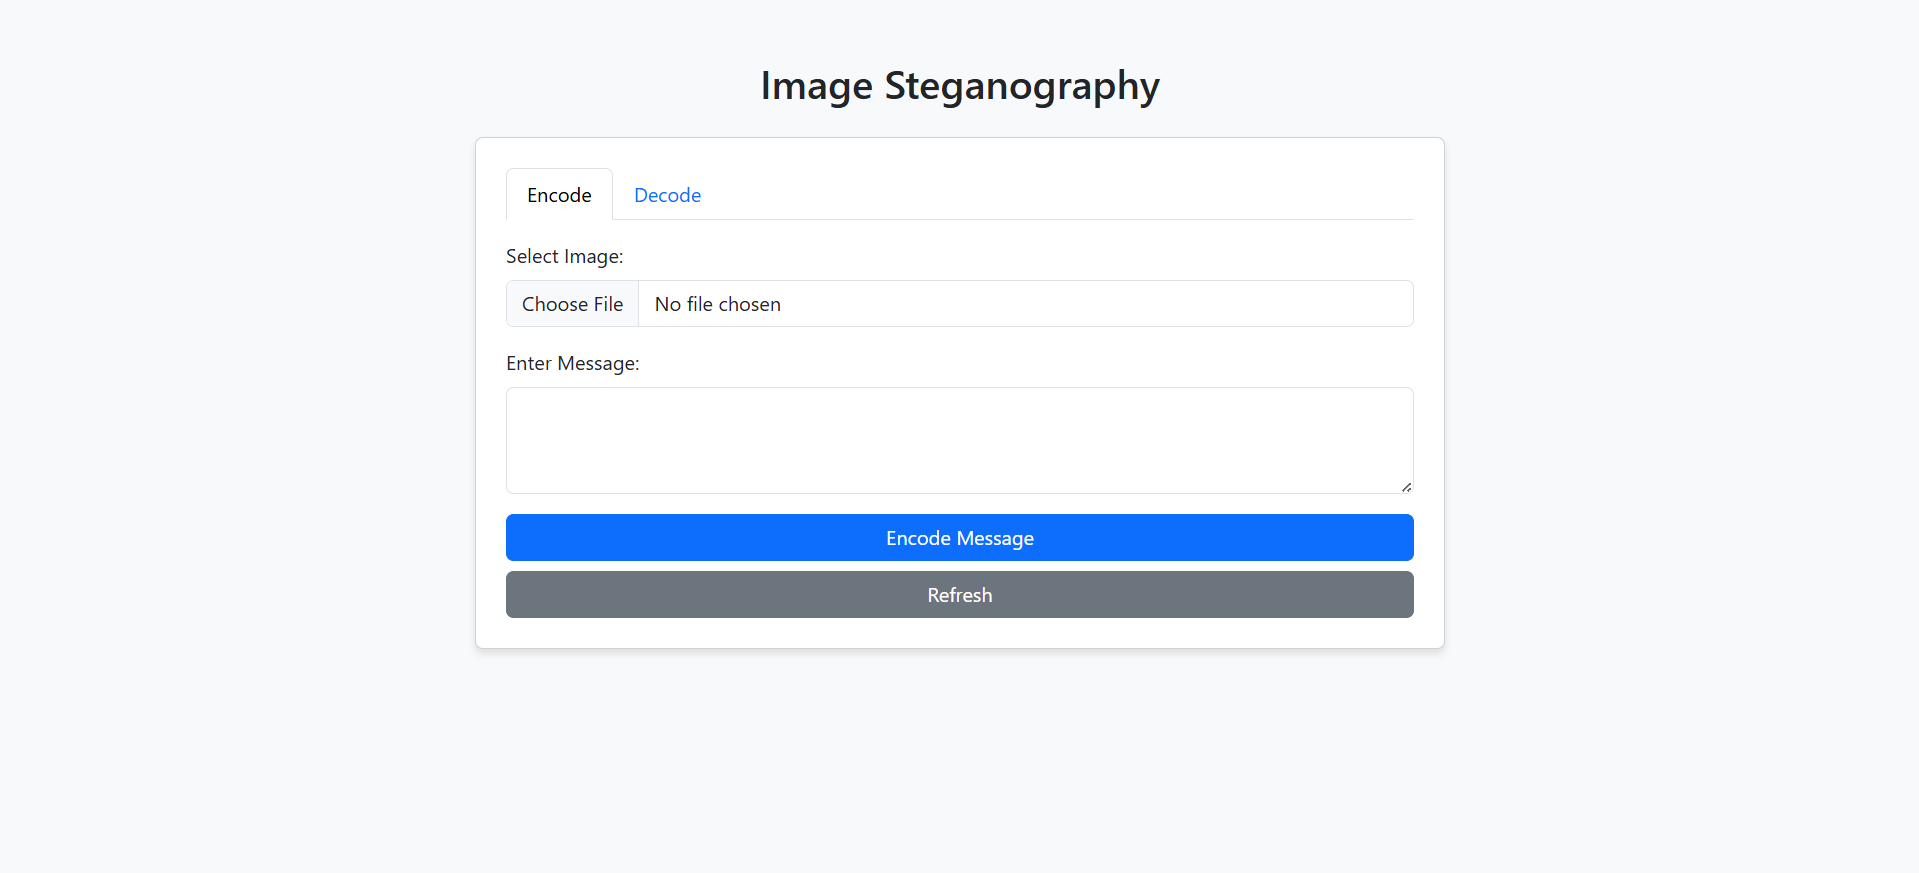 Image Steganography
Encode Decode
Select Image:
Choose File No file chosen
Enter Message:
Encode Message
Refresh